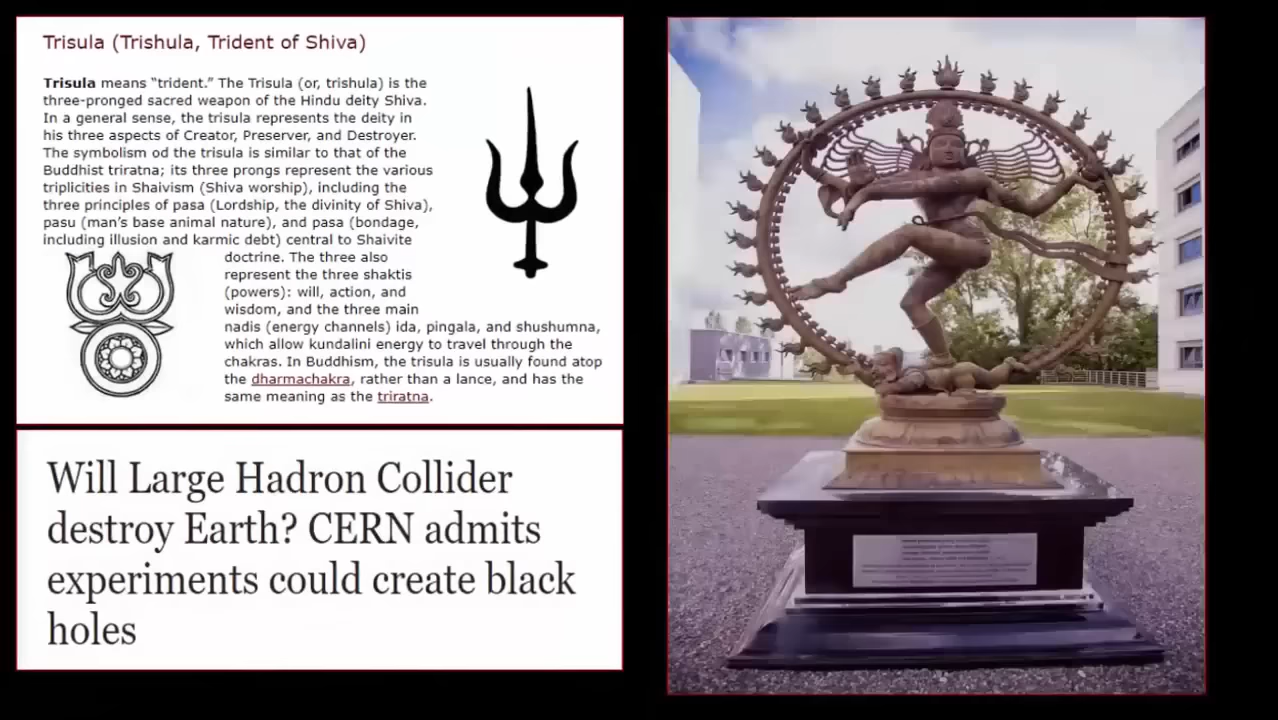 Trisula (Trishula, Trident of Shiva)
Trisula means “trident.” The Trisula (or, trishula) is the
three-pronged sacred weapon of the Hindu deity Shiva.
In a general sense, the trisula represents the deity in
his three aspects of Creator, Preserver, and Destroyer.
The symbolism od the trisula is similar to that of the
Buddhist triratna; its three prongs represent the various
triplicities in Shaivism (Shiva worship), including the
three principles of pasa (Lordship, the divinity of Shiva),
pasu (man’s base animal nature), and pasa (bondage,
including illusion and karmic debt) central to Shaivite
doctrine. The three also
represent the three shaktis
(powers): will, action, and
wisdom, and the three main
nadis (energy channels) ida, pingala, and shushumna,
which allow kundalini energy to travel through the
chakras. In Buddhism, the trisula is usually found atop
the dharmachakra, rather than a lance, and has the
same meaning as the triratna.
Will Large Hadron Collider
destroy Earth? CERN admits
experiments could create black
holes